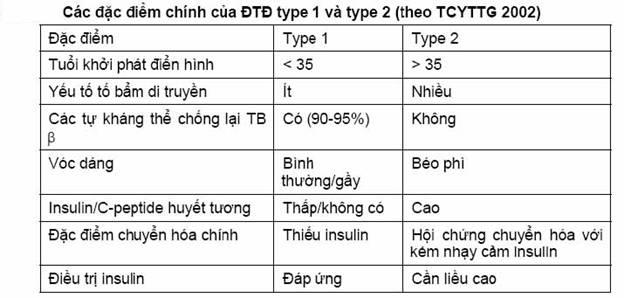 Các đặc điểm chính của ĐTĐ type 1 và type 2 (theo TCYTTG 2002)
Đặc điểm Type 1 Type 2
Tuổi khởi phát điển hình < 35 > 35
Yếu tố tố bẩm di truyền Ít Nhiều
Các tự kháng thể chống lại TB Có (90-95%) Không
β
Vóc dáng Bình Béo phì
thường/gầy
Insulin/C-peptide huyết tương Thấp/không có Cao
Đặc điểm chuyển hóa chính Thiếu insulin Hội chứng chuyển hóa với
kém nhạy cảm Insulin
Điều trị insulin Đáp ứng Cần liều cao